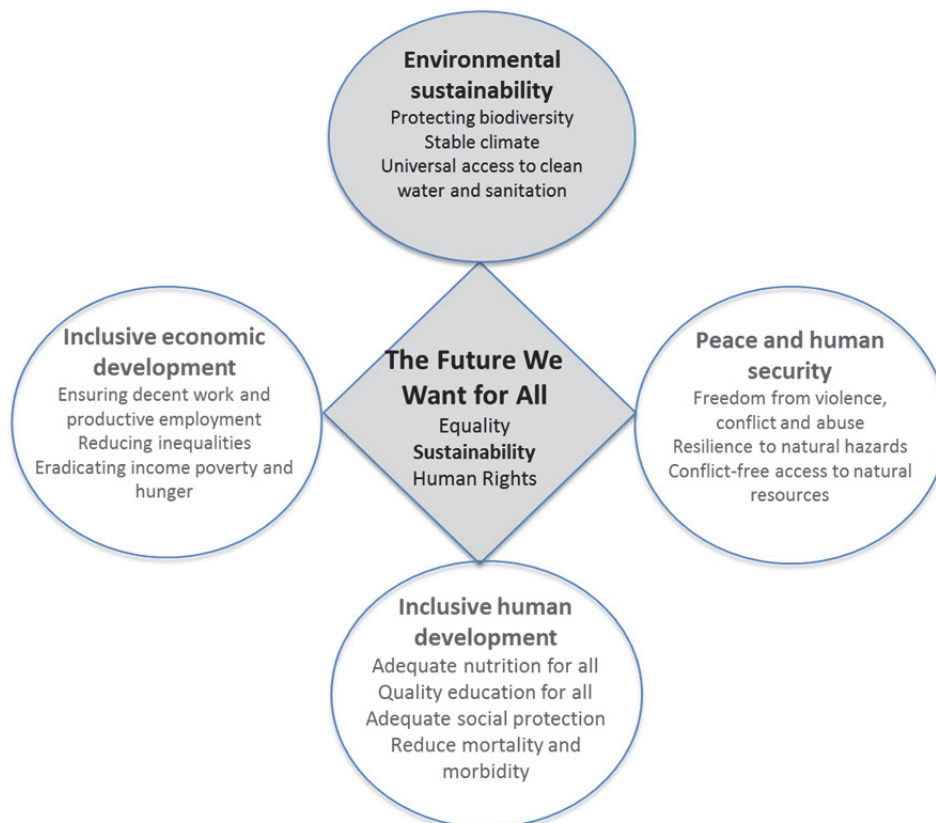 Environmental
sustainability
Protecting biodiversity
Stable climate
Universal access to clean
water and sanitation
Inclusive economic
development
Ensuring decent work and
productive employment
Reducing inequalities
Eradicating income poverty and
hunger
The Future We
Want for All
Equality
Sustainability
Human Rights
Peace and human
security
Freedom from violence,
conflict and abuse
Resilience to natural hazards
Conflict-free access to natural
resources
Inclusive human
development
Adequate nutrition for all
Quality education for all
Adequate social protection
Reduce mortality and
morbidity